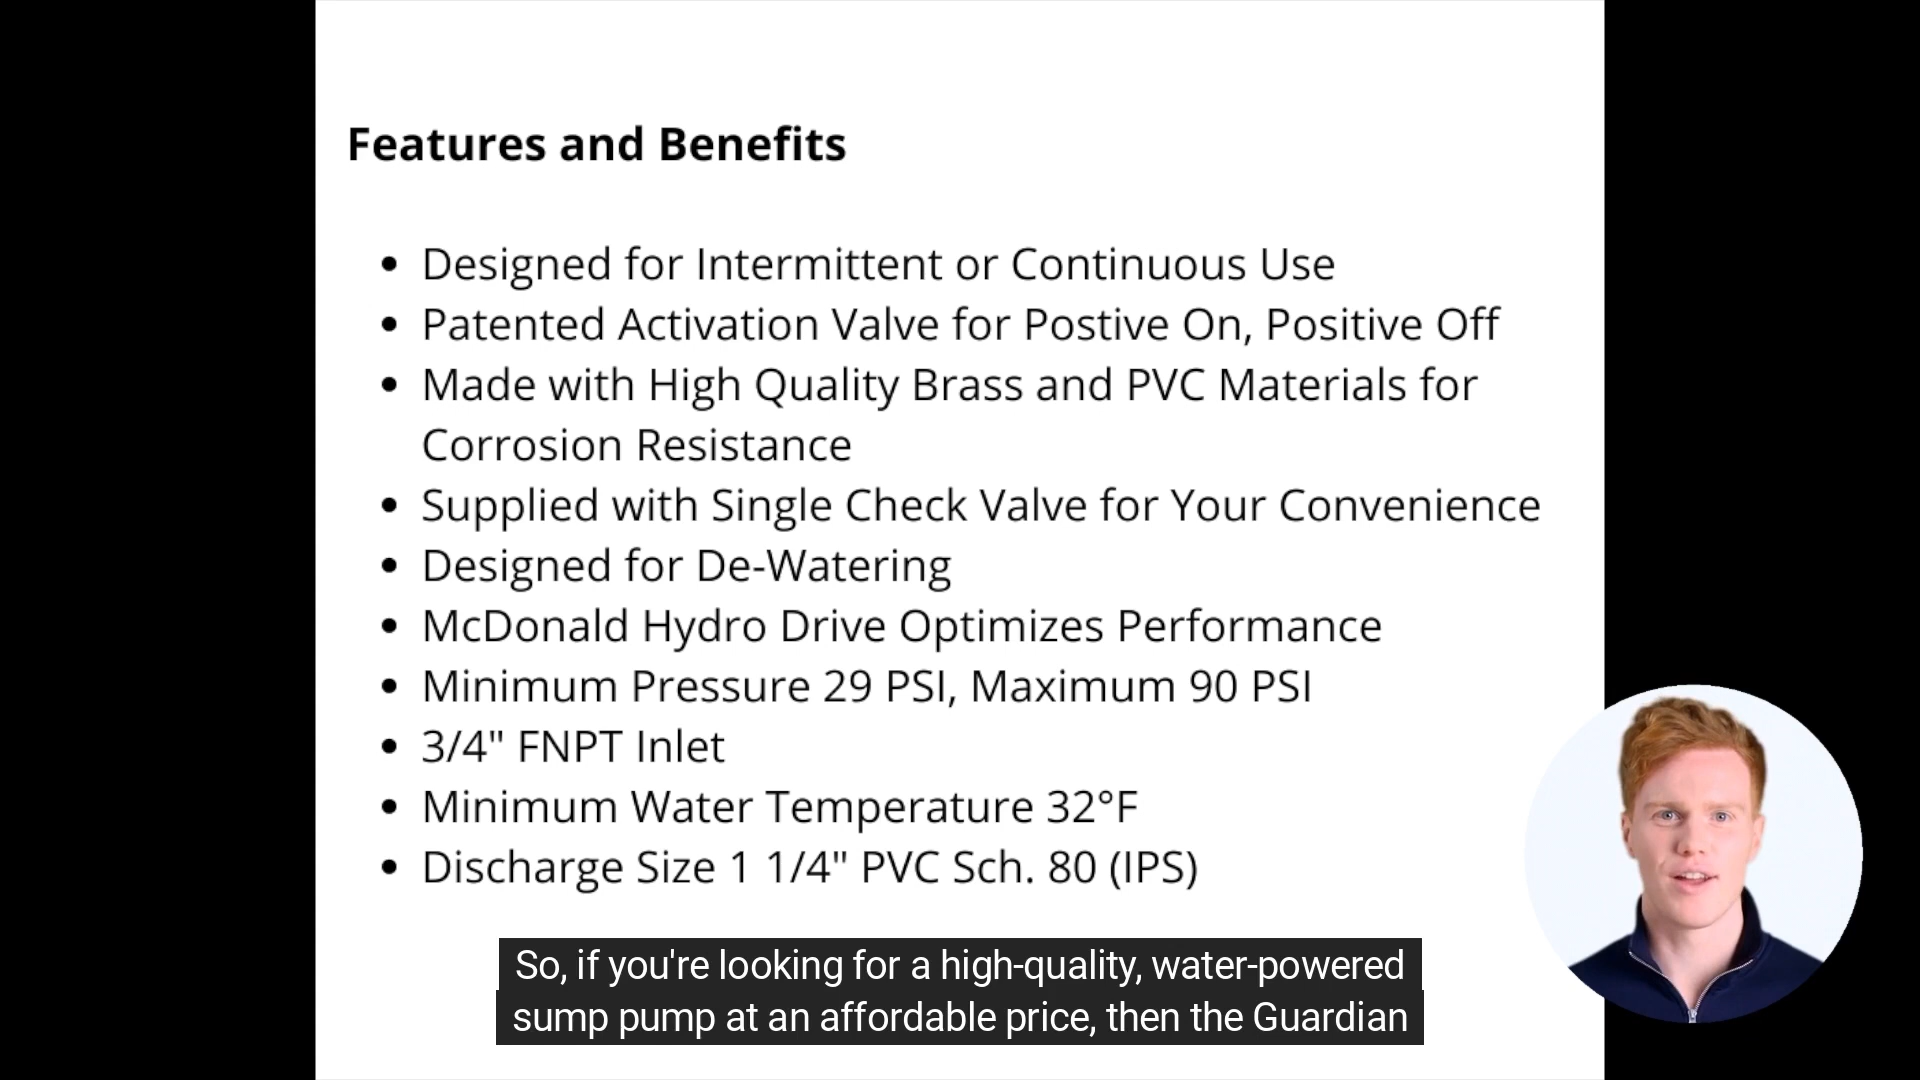 Features and Benefits
• Designed for Intermittent or Continuous Use
• Patented Activation Valve for Postive On, Positive Off
• Made with High Quality Brass and PVC Materials for
Corrosion Resistance
• Supplied with Single Check Valve for Your Convenience
• Designed for De-Watering
• McDonald Hydro Drive Optimizes Performance
• Minimum Pressure 29 PSI, Maximum 90 PSI
• 3/4" FNPT Inlet
• Minimum Water Temperature 32°F
• Discharge Size 1 1/4" PVC Sch. 80 (IPS)
So, if you're looking for a high-quality, water-powered
sump pump at an affordable price, then the Guardian